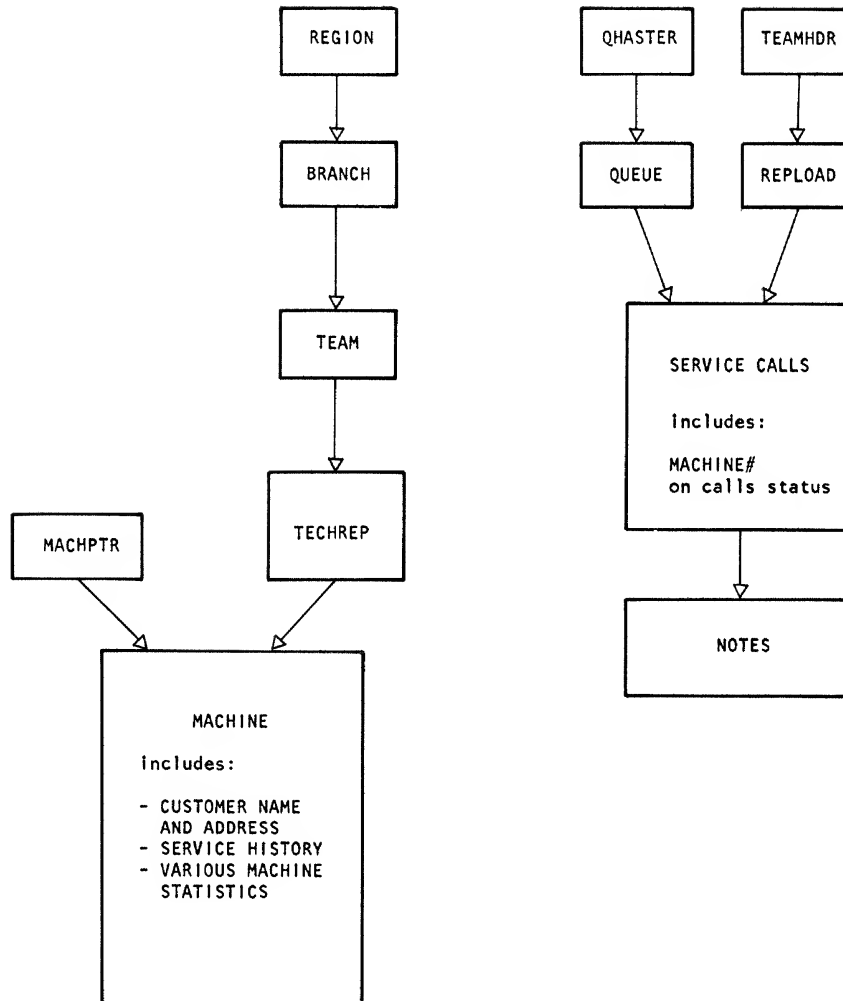 REGION
BRANCH
TEAM
TECHREP
MACHPTR
MACHINE
includes:
- CUSTOMER NAME
AND ADDRESS
- SERVICE HISTORY
- VARIOUS MACHINE
STATISTICS
QHASTER
TEAMHDR
QUEUE
REPLOAD
SERVICE CALLS
includes:
MACHINE#
on calls status
NOTES